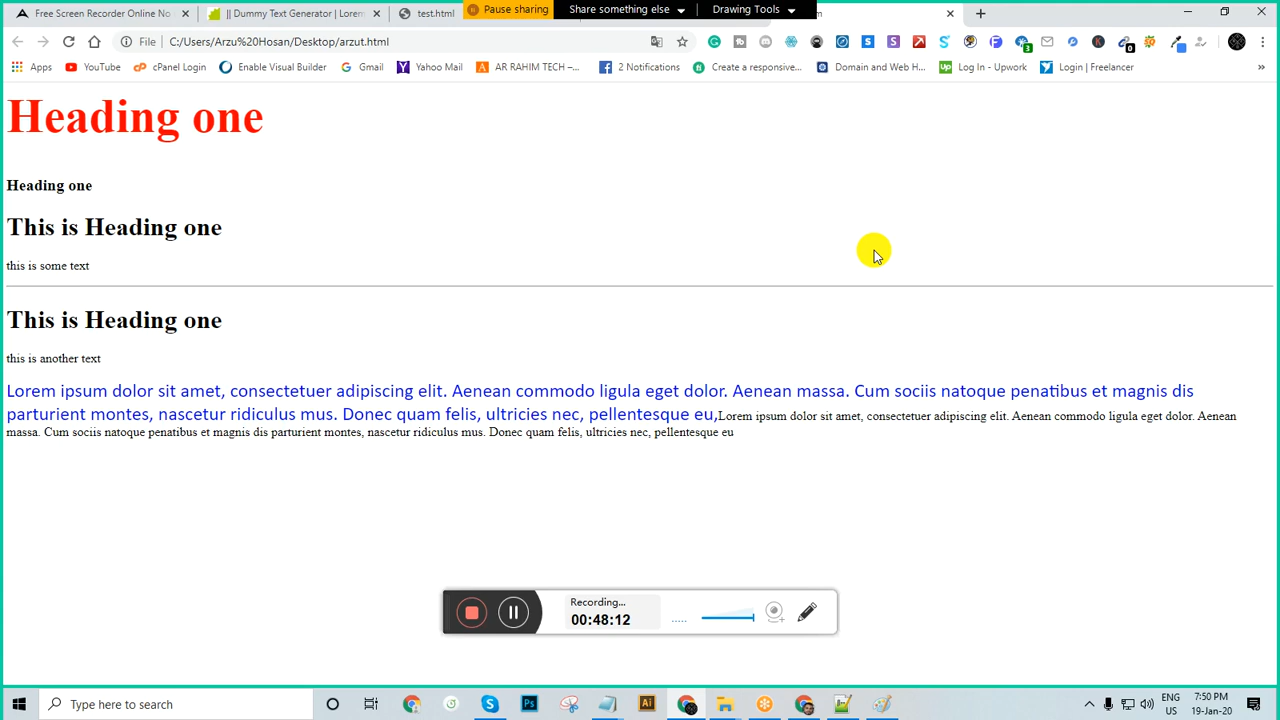 Free Screen Recorder Online No
|| Dummy Text Generator | Lorem
test.html
Pause sharing
Share something else
Drawing Tools
File
C:/Users/Arzu%20Hosan/Desktop/arzut.html
Apps
YouTube
cPanel Login
Enable Visual Builder
Gmail
Yahoo Mail
AR RAHIM TECH –...
2 Notifications
Create a responsive...
Domain and Web H...
Log In - Upwork
Login | Freelancer
Heading one
Heading one
This is Heading one
this is some text
This is Heading one
this is another text
Lorem ipsum dolor sit amet, consectetuer adipiscing elit. Aenean commodo ligula eget dolor. Aenean massa. Cum sociis natoque penatibus et magnis dis
parturient montes, nascetur ridiculus mus. Donec quam felis, ultricies nec, pellentesque eu,Lorem ipsum dolor sit amet, consectetuer adipiscing elit. Aenean commodo ligula eget dolor. Aenean
massa. Cum sociis natoque penatibus et magnis dis parturient montes, nascetur ridiculus mus. Donec quam felis, ultricies nec, pellentesque eu
Recording...
00:48:12
Type here to search
ENG
US
7:50 PM
19-Jan-20